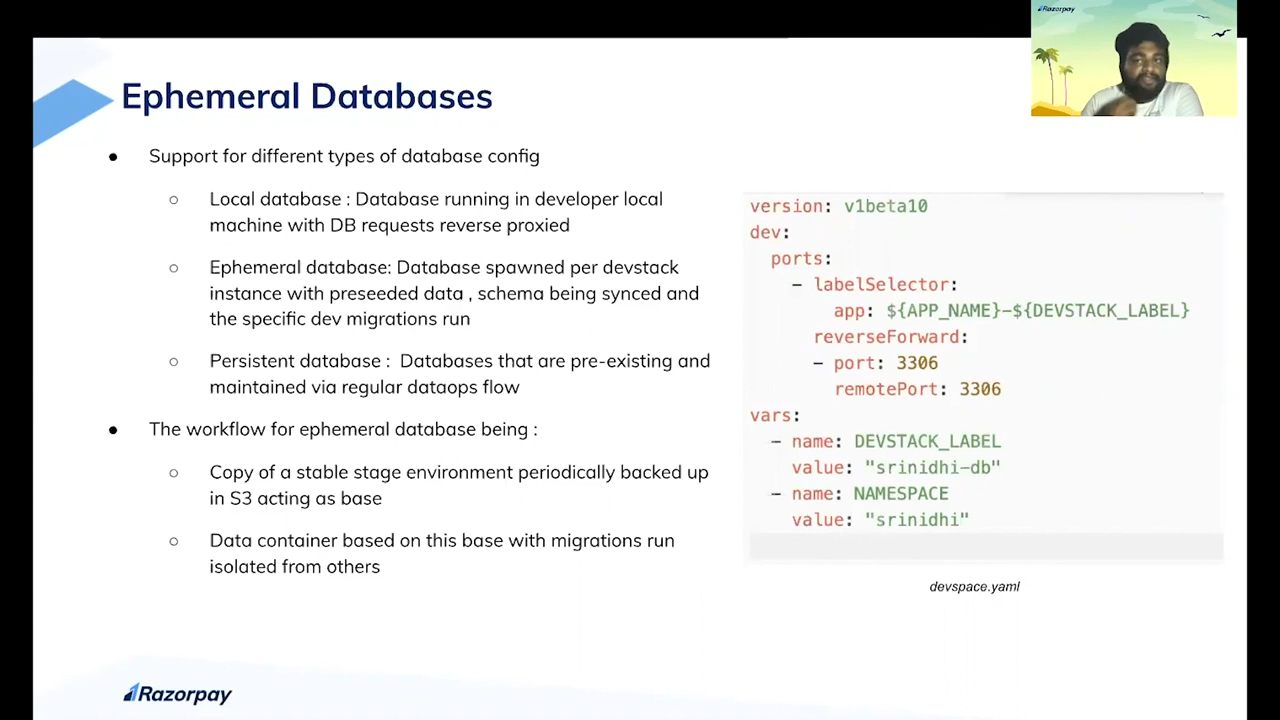 Razorpay
Ephemeral Databases
● Support for different types of database config
○ Local database : Database running in developer local
machine with DB requests reverse proxied
○ Ephemeral database: Database spawned per devstack
instance with preseeded data , schema being synced and
the specific dev migrations run
○ Persistent database :  Databases that are pre-existing and
maintained via regular dataops flow
● The workflow for ephemeral database being :
○ Copy of a stable stage environment periodically backed up
in S3 acting as base
○ Data container based on this base with migrations run
isolated from others
version: v1beta10
dev:
  ports:
    - labelSelector:
        app: ${APP_NAME}-${DEVSTACK_LABEL}
      reverseForward:
      - port: 3306
        remotePort: 3306
vars:
  - name: DEVSTACK_LABEL
    value: "srinidhi-db"
  - name: NAMESPACE
    value: "srinidhi"
devspace.yaml
Razorpay